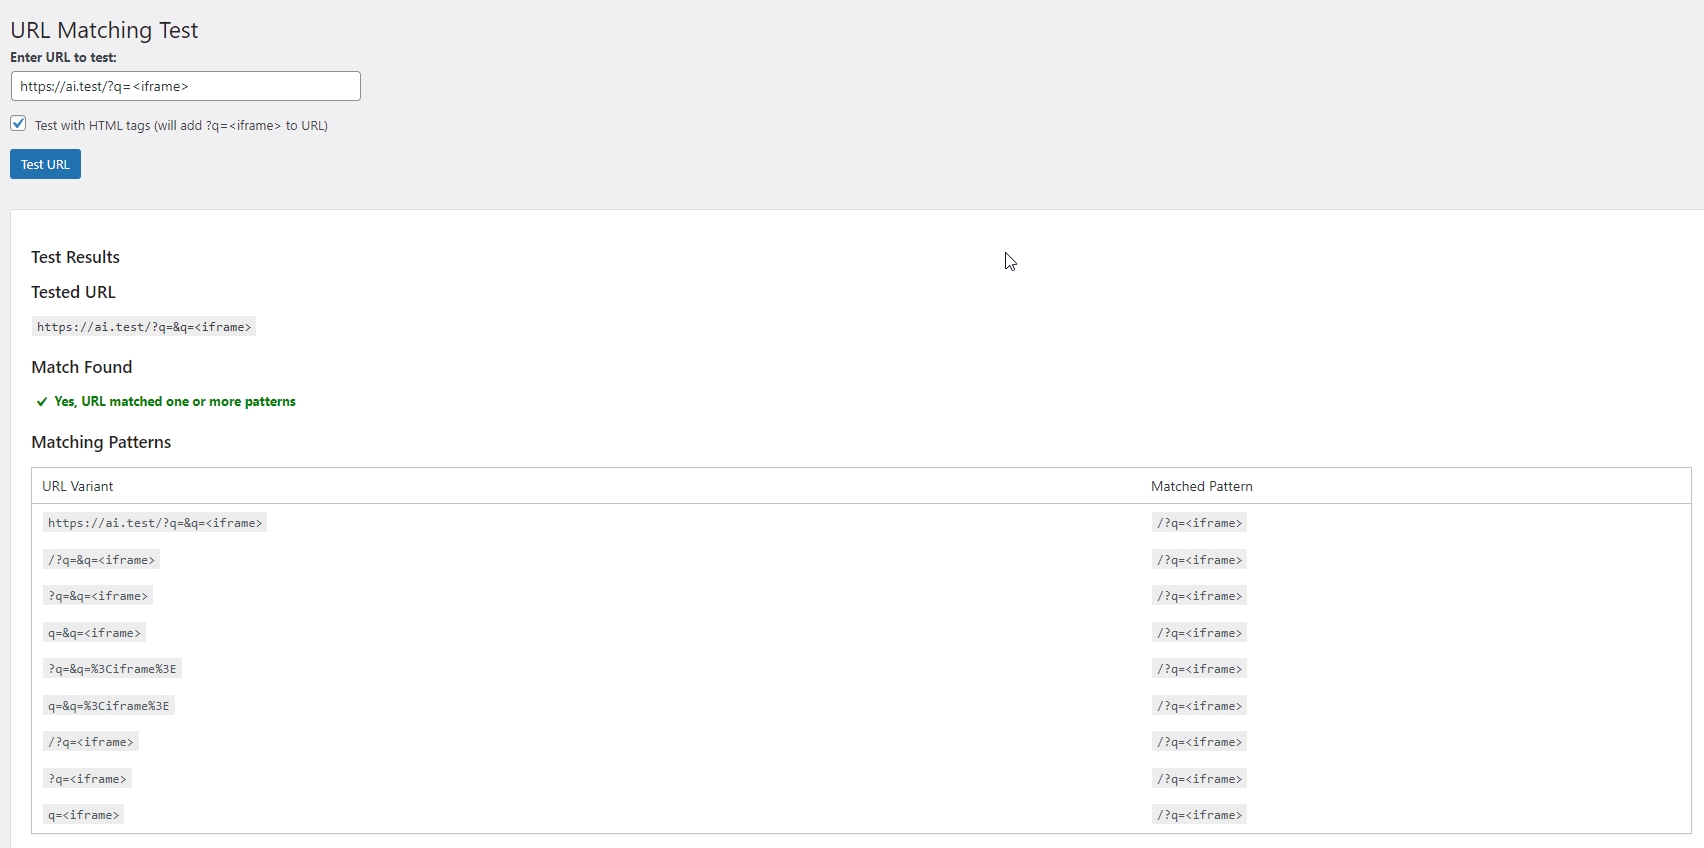 URL Matching Test
Enter URL to test:
https://ai.test/?q=<iframe>
Test with HTML tags (will add ?q=<iframe> to URL)
Test URL
Test Results
Tested URL
https://ai.test/?q=&q=<iframe>
Match Found
✓ Yes, URL matched one or more patterns
Matching Patterns
URL Variant Matched Pattern
https://ai.test/?q=&q=<iframe> /?q=<iframe>
/?q=&q=<iframe> /?q=<iframe>
?q=&q=<iframe> /?q=<iframe>
q=&q=<iframe> /?q=<iframe>
?q=&q=%3Ciframe%3E /?q=<iframe>
q=&q=%3Ciframe%3E /?q=<iframe>
/?q=<iframe> /?q=<iframe>
?q=<iframe> /?q=<iframe>
q=<iframe> /?q=<iframe>